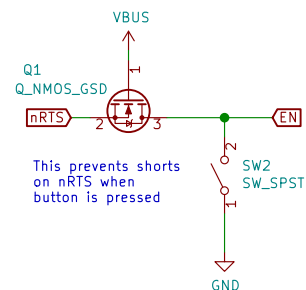 VBUS
Q1
Q_NMOS_GSD
1
nRTS
2
3
EN
This prevents shorts
on nRTS when
button is pressed
2
SW2
SW_SPST
1
GND